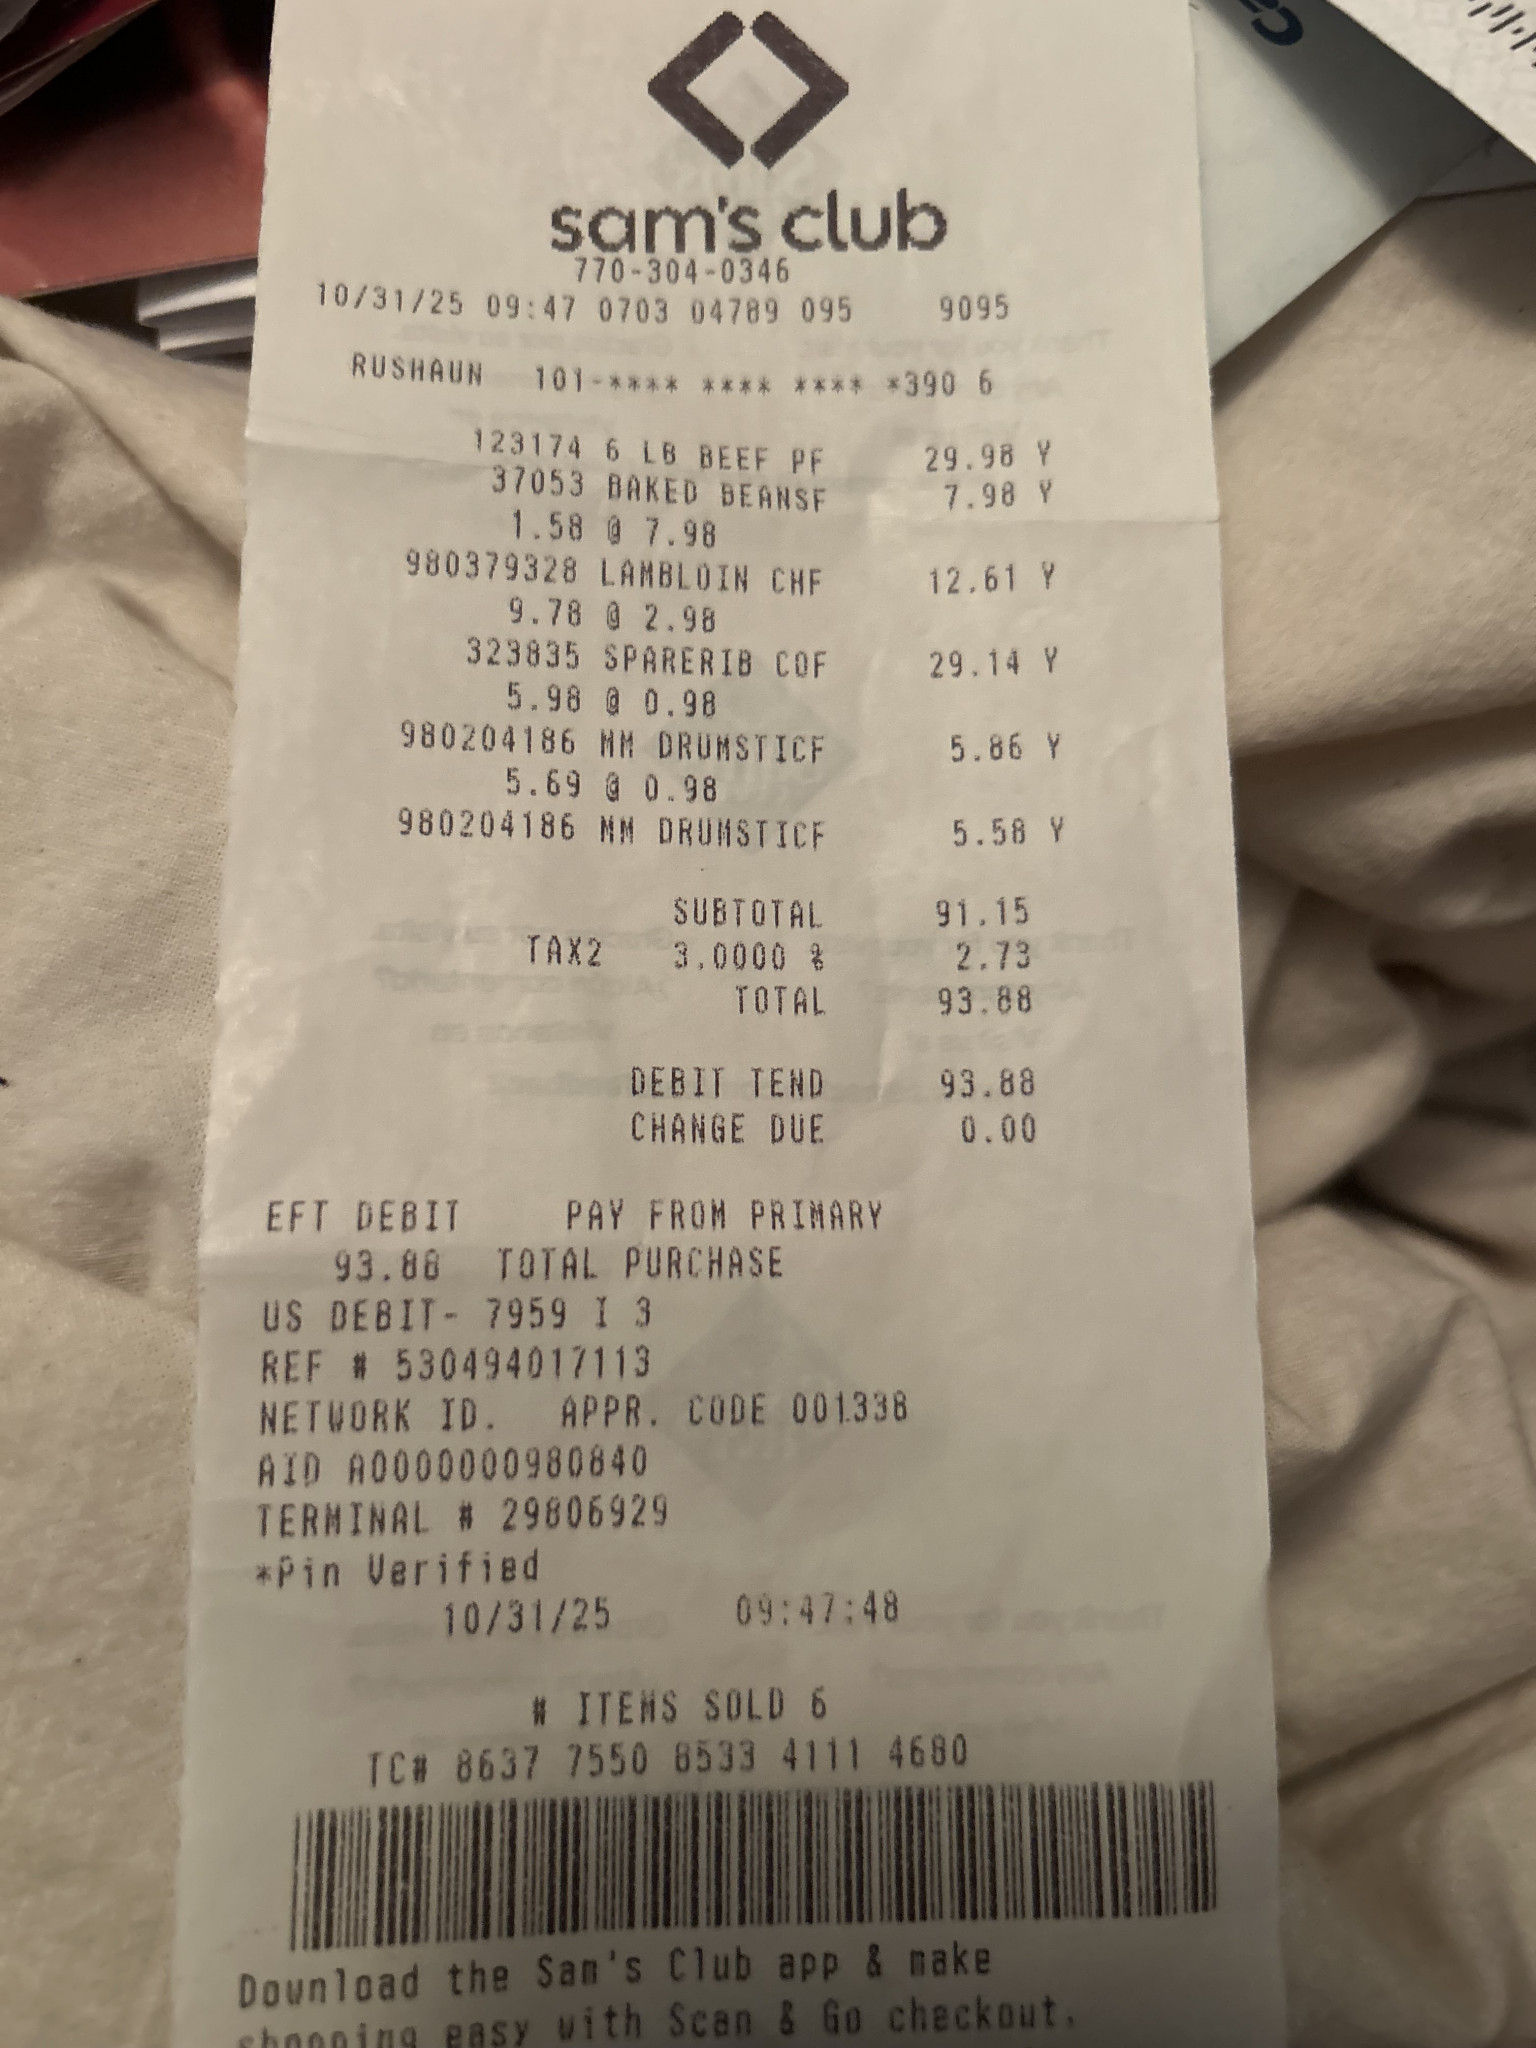 Ca
sam's club
770-304-0346
10/31/25 09:47 0703 04789 095 9095
RUSHAUN 101-**** **** **** *390 6
123174 6 LB BEEF PF 29.98 Y
37053 BAKED BEANSF 7.98 Y
1.58 @ 7.98
980379328 LAMBLOIN CHF 12.61 Y
9.78 @ 2.98
323835 SPARERIB COF 29.14 Y
5.98 @ 0.98
980204186 MM DRUMSTICF 5.86 Y
5.69 @ 0.98
980204186 MM DRUMSTICF 5.58 Y
SUBTOTAL 91.15
TAX2 3.0000 % 2.73
TOTAL 93.88
DEBIT TEND 93.88
CHANGE DUE 0.00
EFT DEBIT PAY FROM PRIMARY
93.88 TOTAL PURCHASE
US DEBIT- 7959 I 3
REF # 530494017113
NETWORK ID. APPR. CODE 001338
AID A0000000980840
TERMINAL # 29806929
*Pin Verified
10/31/25 09:47:48
# ITEMS SOLD 6
TC# 8637 7550 8533 4111 4680
Download the Sam's Club app & make
shopping easy with Scan & Go checkout.